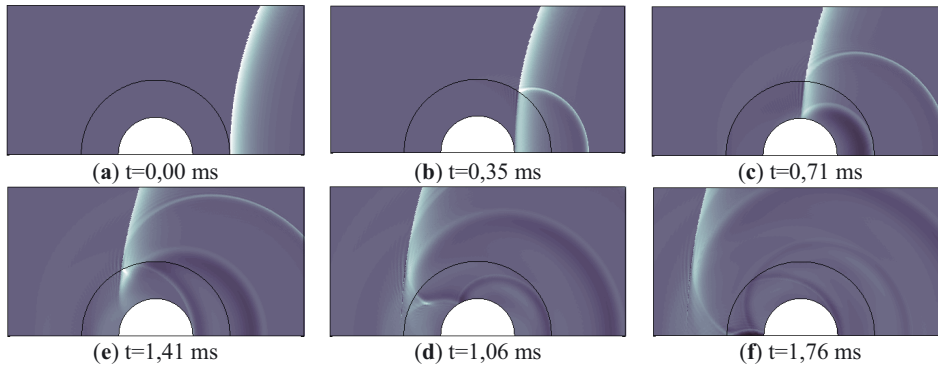 (a) t=0,00 ms
(b) t=0,35 ms
(c) t=0,71 ms
(e) t=1,41 ms
(d) t=1,06 ms
(f) t=1,76 ms